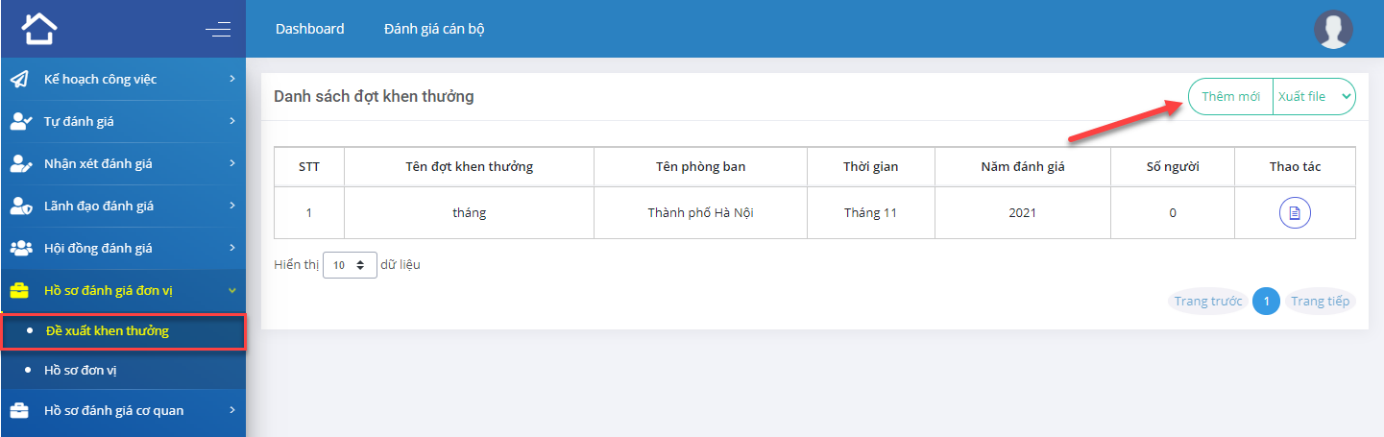 Dashboard Đánh giá cán bộ
Kế hoạch công việc
Tự đánh giá
Nhận xét đánh giá
Lãnh đạo đánh giá
Hội đồng đánh giá
Hồ sơ đánh giá đơn vị
Đề xuất khen thưởng
Hồ sơ đơn vị
Hồ sơ đánh giá cơ quan
Danh sách đợt khen thưởng Thêm mới Xuất file
STT Tên đợt khen thưởng Tên phòng ban Thời gian Năm đánh giá Số người Thao tác
1 tháng Thành phố Hà Nội Tháng 11 2021 0
Hiển thị 10 dữ liệu
Trang trước 1 Trang tiếp